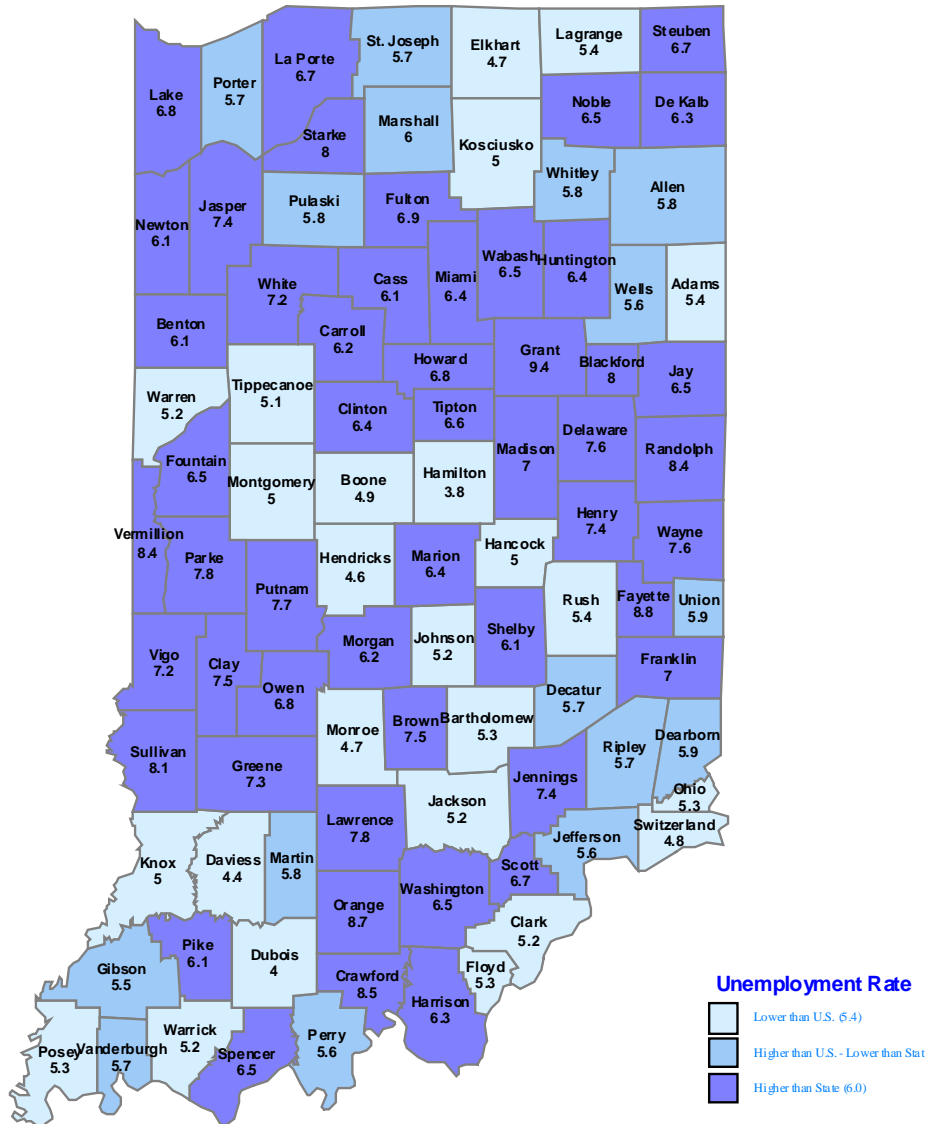 St. Joseph
5.7
Elkhart
4.7
Lagrange
5.4
Steuben
6.7
La Porte
6.7
Lake
6.8
Porter
5.7
Noble
6.5
De Kalb
6.3
Starke
8
Marshall
6
Kosciusko
5
Whitley
5.8
Allen
5.8
Newton
6.1
Jasper
7.4
Pulaski
5.8
Fulton
6.9
White
7.2
Cass
6.1
Miami
6.4
Wabash
6.5
Huntington
6.4
Wells
5.6
Adams
5.4
Benton
6.1
Carroll
6.2
Howard
6.8
Grant
9.4
Blackford
8
Jay
6.5
Warren
5.2
Tippecanoe
5.1
Clinton
6.4
Tipton
6.6
Madison
7
Delaware
7.6
Randolph
8.4
Fountain
6.5
Montgomery
5
Boone
4.9
Hamilton
3.8
Henry
7.4
Wayne
7.6
Vermillion
8.4
Parke
7.8
Putnam
7.7
Hendricks
4.6
Marion
6.4
Hancock
5
Rush
5.4
Fayette
8.8
Union
5.9
Vigo
7.2
Clay
7.5
Owen
6.8
Morgan
6.2
Johnson
5.2
Shelby
6.1
Decatur
5.7
Franklin
7
Sullivan
8.1
Greene
7.3
Monroe
4.7
Brown
7.5
Bartholomew
5.3
Jennings
7.4
Ripley
5.7
Dearborn
5.9
Ohio
5.3
Switzerland
4.8
Lawrence
7.8
Jackson
5.2
Jefferson
5.6
Knox
5
Daviess
4.4
Martin
5.8
Orange
8.7
Washington
6.5
Scott
6.7
Clark
5.2
Gibson
5.5
Pike
6.1
Dubois
4
Crawford
8.5
Harrison
6.3
Floyd
5.3
Posey
5.3
Vanderburgh
5.7
Warrick
5.2
Spencer
6.5
Perry
5.6
Unemployment Rate
Lower than U.S. (5.4)
Higher than U.S. - Lower than Stat
Higher than State (6.0)